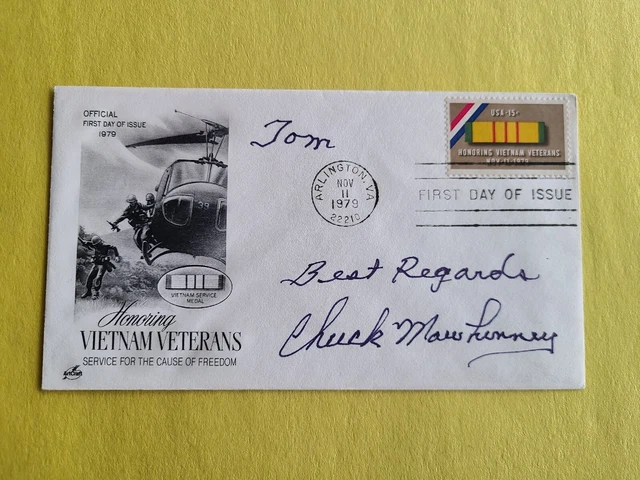 OFFICIAL
FIRST DAY OF ISSUE
1979
Tom
USA·15c
HONORING VIETNAM VETERANS
NOV·11·1979
ARLINGTON, VA
NOV
11
1979
22210
FIRST DAY OF ISSUE
39
VIETNAM SERVICE
MEDAL
Best Regards
Chuck Mawhinney
Honoring
VIETNAM VETERANS
SERVICE FOR THE CAUSE OF FREEDOM